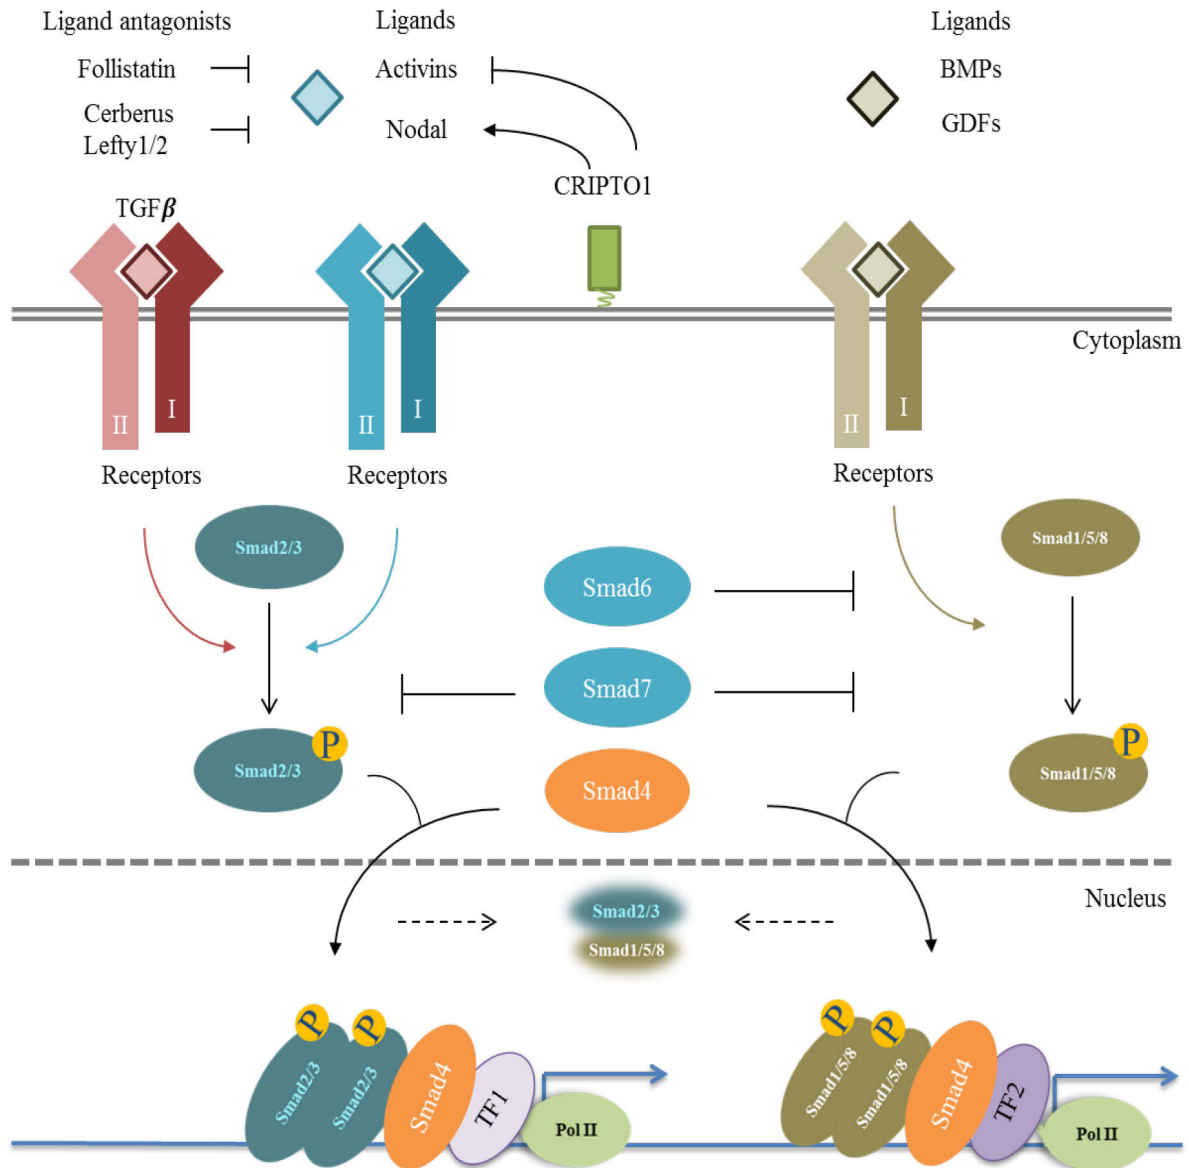 Ligand antagonists
Ligands
Ligands
Follistatin
Activins
BMPs
Cerberus
Lefty1/2
Nodal
GDFs
CRIPTO1
TGFβ
Cytoplasm
II
I
II
I
II
I
Receptors
Receptors
Receptors
Smad2/3
Smad1/5/8
Smad6
Smad7
P
Smad2/3
P
Smad1/5/8
Smad4
Nucleus
Smad2/3
Smad1/5/8
P
P
Smad2/3
Smad2/3
Smad4
TF1
Pol II
P
P
Smad1/5/8
Smad1/5/8
Smad4
TF2
Pol II